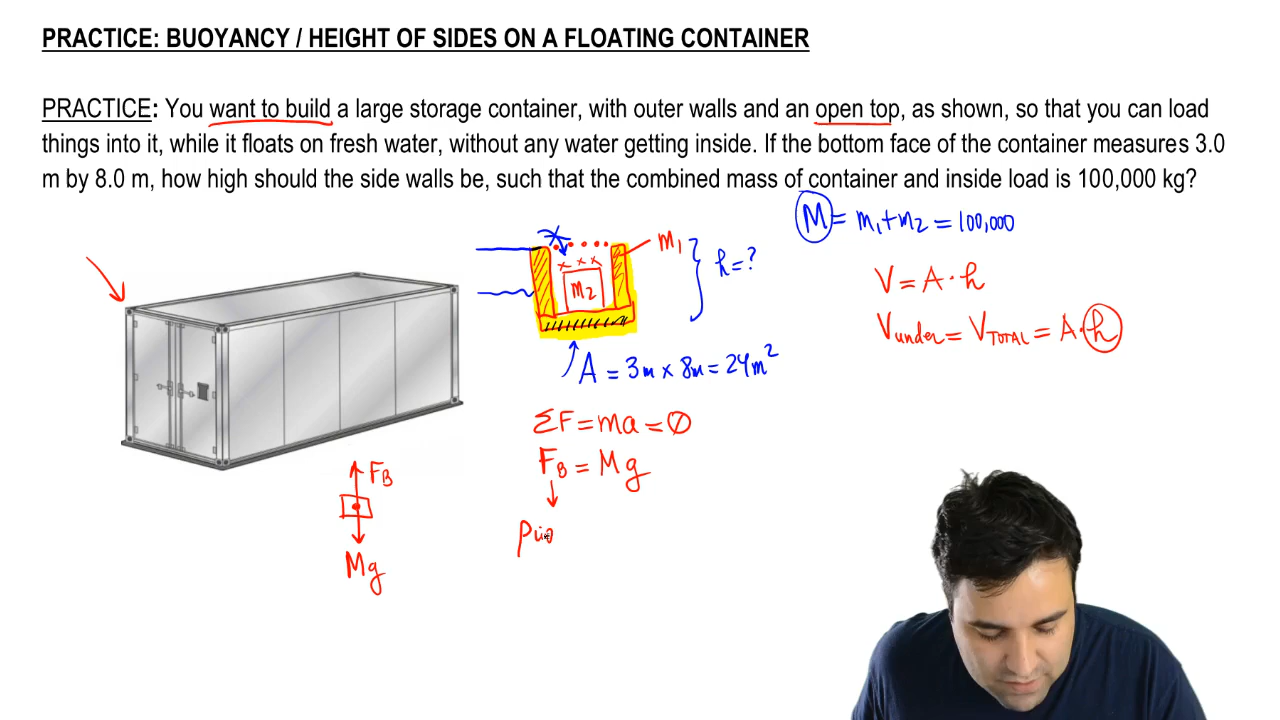 PRACTICE: BUOYANCY / HEIGHT OF SIDES ON A FLOATING CONTAINER
PRACTICE: You want to build a large storage container, with outer walls and an open top, as shown, so that you can load
things into it, while it floats on fresh water, without any water getting inside. If the bottom face of the container measures 3.0
m by 8.0 m, how high should the side walls be, such that the combined mass of container and inside load is 100,000 kg?
M = m₁+m₂ = 100,000
m₁
h=?
m₂
V = A·h
Vunder = VTOTAL = A·h
A = 3m x 8m = 24m²
ΣF = ma = 0
FB = Mg
FB
Mg